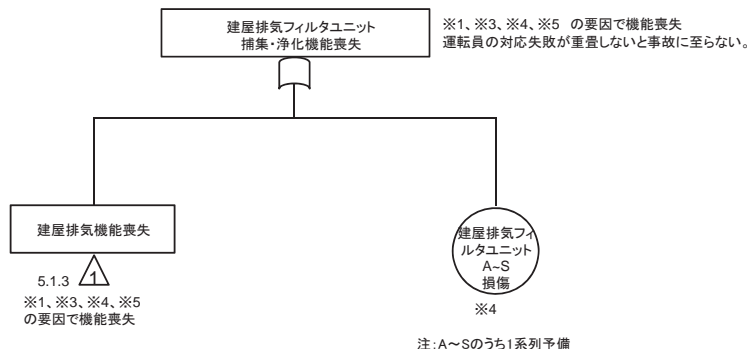 建屋排気フィルタユニット
捕集・浄化機能喪失
※1、※3、※4、※5 の要因で機能喪失
運転員の対応失敗が重畳しないと事故に至らない。
建屋排気機能喪失
5.1.3
1
※1、※3、※4、※5
の要因で機能喪失
建屋排気フィ
ルタユニット
A~S
損傷
※4
注:A~Sのうち1系列予備